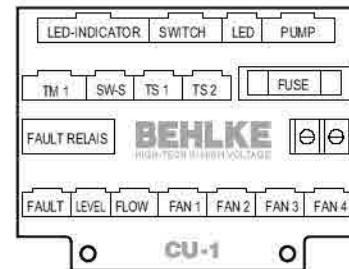 LED-INDICATOR SWITCH LED PUMP
TM 1 SW-S TS 1 TS 2 FUSE
FAULT RELAIS BEHLKE
HIGH-TECH IN HIGH VOLTAGE
FAULT LEVEL FLOW FAN 1 FAN 2 FAN 3 FAN 4
CU-1